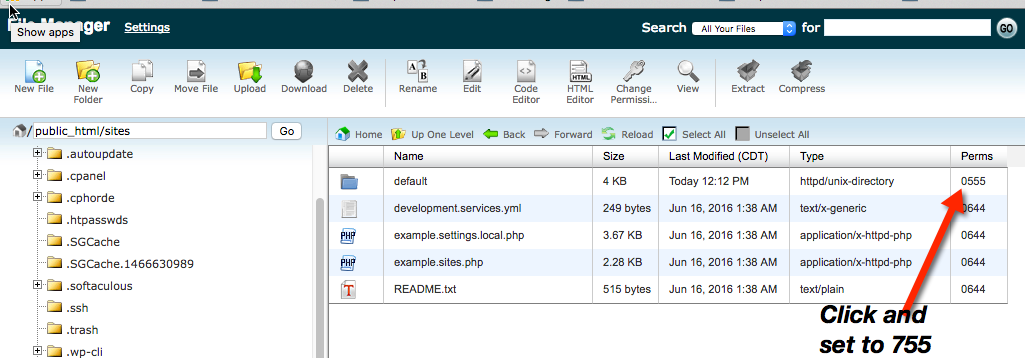 File Manager Settings Search All Your Files for GO
Show apps
New File New Folder Copy Move File Upload Download Delete Rename Edit Code Editor HTML Editor Change Permissi... View Extract Compress
/ public_html/sites Go Home Up One Level Back Forward Reload Select All Unselect All
.autoupdate
.cpanel
.cphorde
.htpasswds
.SGCache
.SGCache.1466630989
.softaculous
.ssh
.trash
.wp-cli
Name Size Last Modified (CDT) Type Perms
default 4 KB Today 12:12 PM httpd/unix-directory 0555
development.services.yml 249 bytes Jun 16, 2016 1:38 AM text/x-generic 0644
PHP example.settings.local.php 3.67 KB Jun 16, 2016 1:38 AM application/x-httpd-php 0644
PHP example.sites.php 2.28 KB Jun 16, 2016 1:38 AM application/x-httpd-php 0644
T README.txt 515 bytes Jun 16, 2016 1:38 AM text/plain 0644
Click and
set to 755